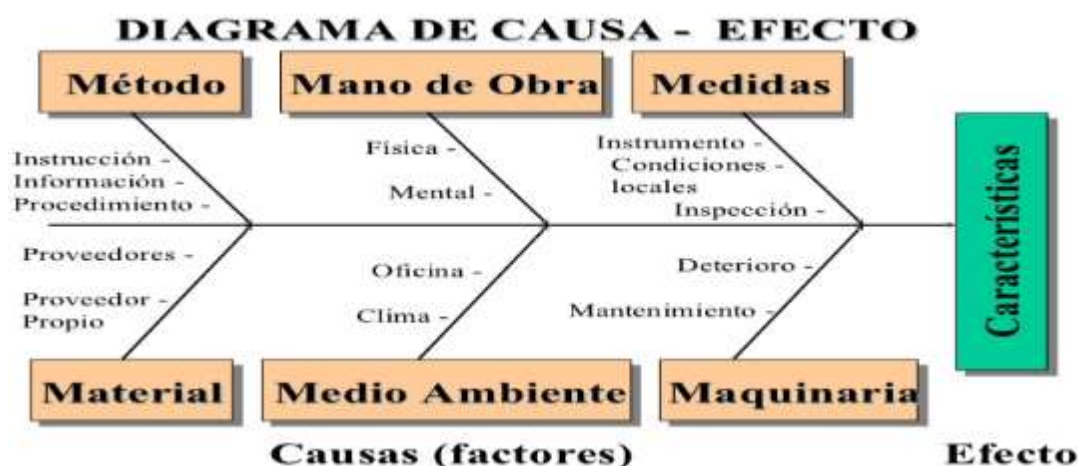 DIAGRAMA DE CAUSA - EFECTO
Método
Mano de Obra
Medidas
Instrucción -
Información -
Procedimiento -
Física -
Mental -
Instrumento -
Condiciones -
locales
Inspección -
Características
Proveedores -
Proveedor -
Propio
Oficina -
Clima -
Deterioro -
Mantenimiento -
Material
Medio Ambiente
Maquinaria
Causas (factores)
Efecto